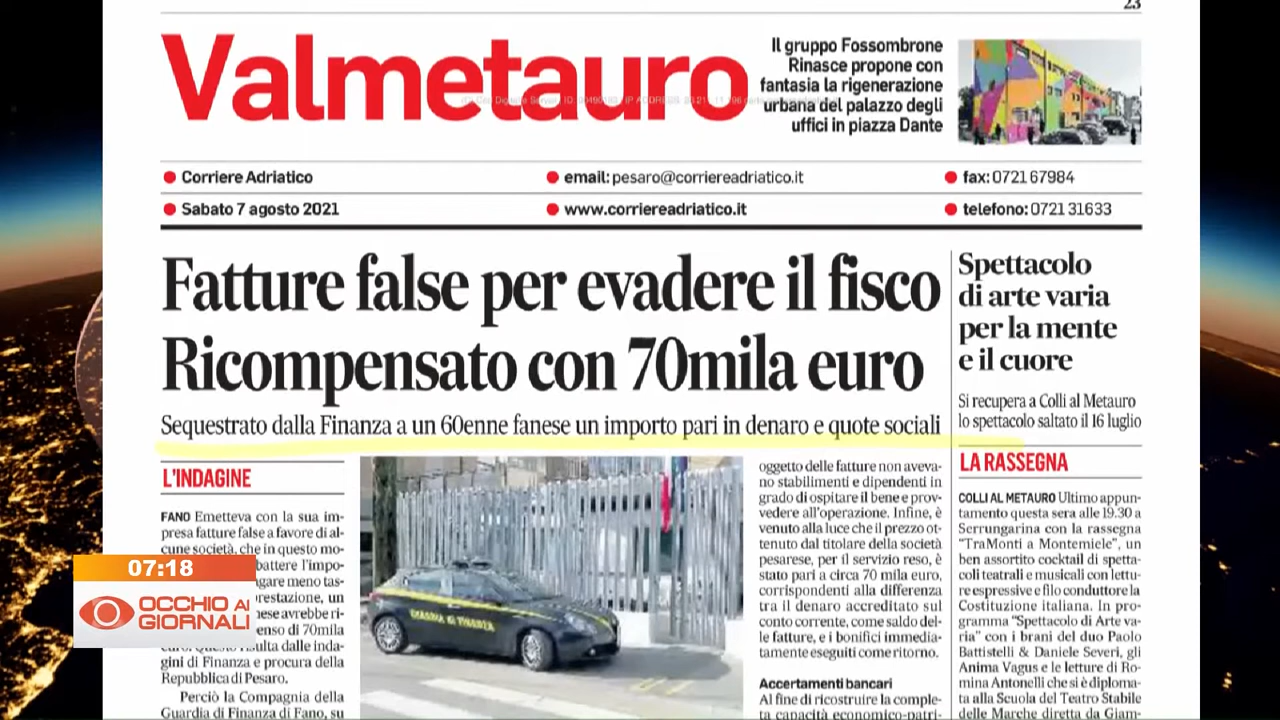 23
Valmetauro
Il gruppo Fossombrone
Rinasce propone con
fantasia la rigenerazione
urbana del palazzo degli
uffici in piazza Dante
Corriere Adriatico
email: pesaro@corriereadriatico.it
fax: 0721 67984
Sabato 7 agosto 2021
www.corriereadriatico.it
telefono: 0721 31633
Fatture false per evadere il fisco
Ricompensato con 70mila euro
Sequestrato dalla Finanza a un 60enne fanese un importo pari in denaro e quote sociali
L'INDAGINE
FANO Emetteva con la sua im-
presa fatture false a favore di al-
cune società, che in questo mo-
battere l'impo-
gare meno tas-
restazione, un
nese avrebbe ri-
enso di 70mila
dalle inda-
gini di Finanza e procura della
Repubblica di Pesaro.
Perciò la Compagnia della
Guardia di Finanza di Fano, su
GUARDIA DI FINANZA
oggetto delle fatture non aveva-
no stabilimenti e dipendenti in
grado di ospitare il bene e prov-
vedere all'operazione. Infine, è
venuto alla luce che il prezzo ot-
tenuto dal titolare della società
pesarese, per il servizio reso, è
stato pari a circa 70 mila euro,
corrispondenti alla differenza
tra il denaro accreditato sul
conto corrente, come saldo del-
le fatture, e i bonifici immedia-
tamente eseguiti come ritorno.
Accertamenti bancari
Al fine di ricostruire la comple-
ta capacità economico-patri-
Spettacolo
di arte varia
per la mente
e il cuore
Si recupera a Colli al Metauro
lo spettacolo saltato il 16 luglio
LA RASSEGNA
COLLI AL METAURO Ultimo appun-
tamento questa sera alle 19.30 a
Serrungarina con la rassegna
"TraMonti a Montemiele", un
ben assortito cocktail di spetta-
coli teatrali e musicali con lettu-
re espressive e filo conduttore la
Costituzione italiana. In pro-
gramma "Spettacolo di Arte va-
ria" con i brani del duo Paolo
Battistelli & Daniele Severi, gli
Anima Vagus e le letture di Ro-
mina Antonelli che si è diploma-
ta alla Scuola del Teatro Stabile
delle Marche diretta da Giam-
07:18
OCCHIO AI
GIORNALI